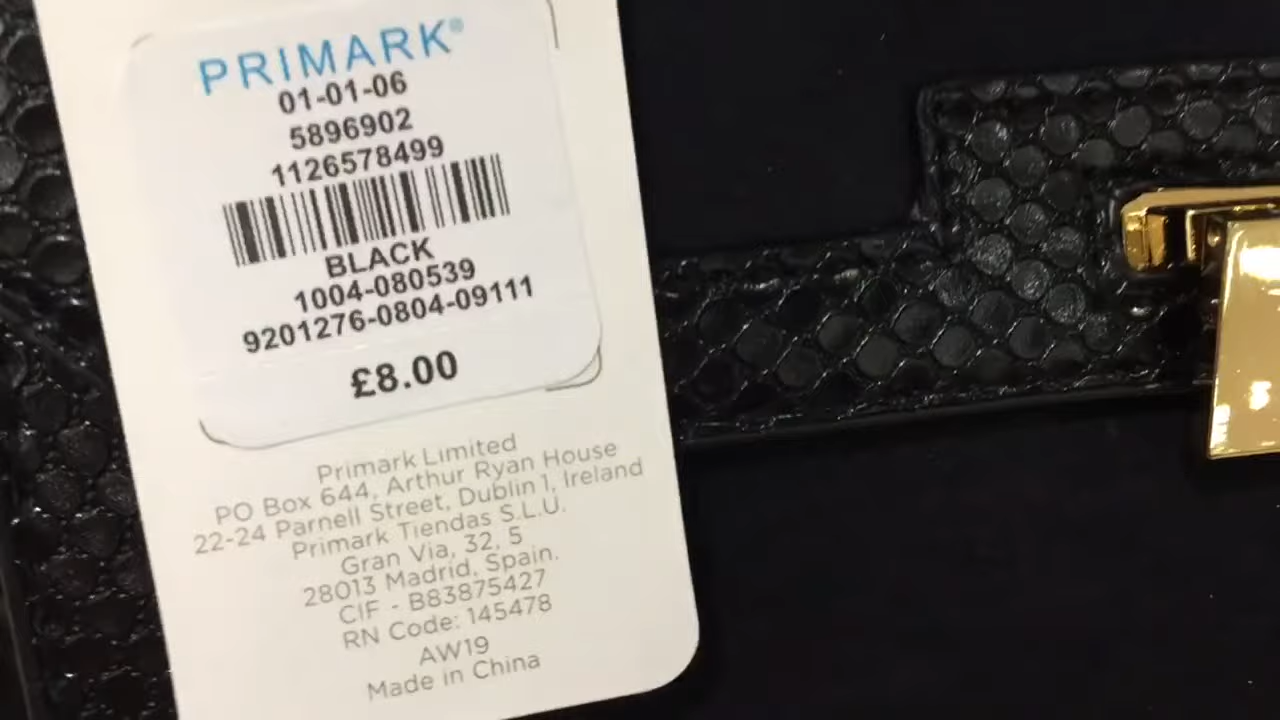 PRIMARK®
01-01-06
5896902
1126578499
BLACK
1004-080539
9201276-0804-09111
£8.00
Primark Limited
PO Box 644, Arthur Ryan House
22-24 Parnell Street, Dublin 1, Ireland
Primark Tiendas S.L.U.
Gran Via, 32, 5
28013 Madrid, Spain.
CIF - B83875427
RN Code: 145478
AW19
Made in China